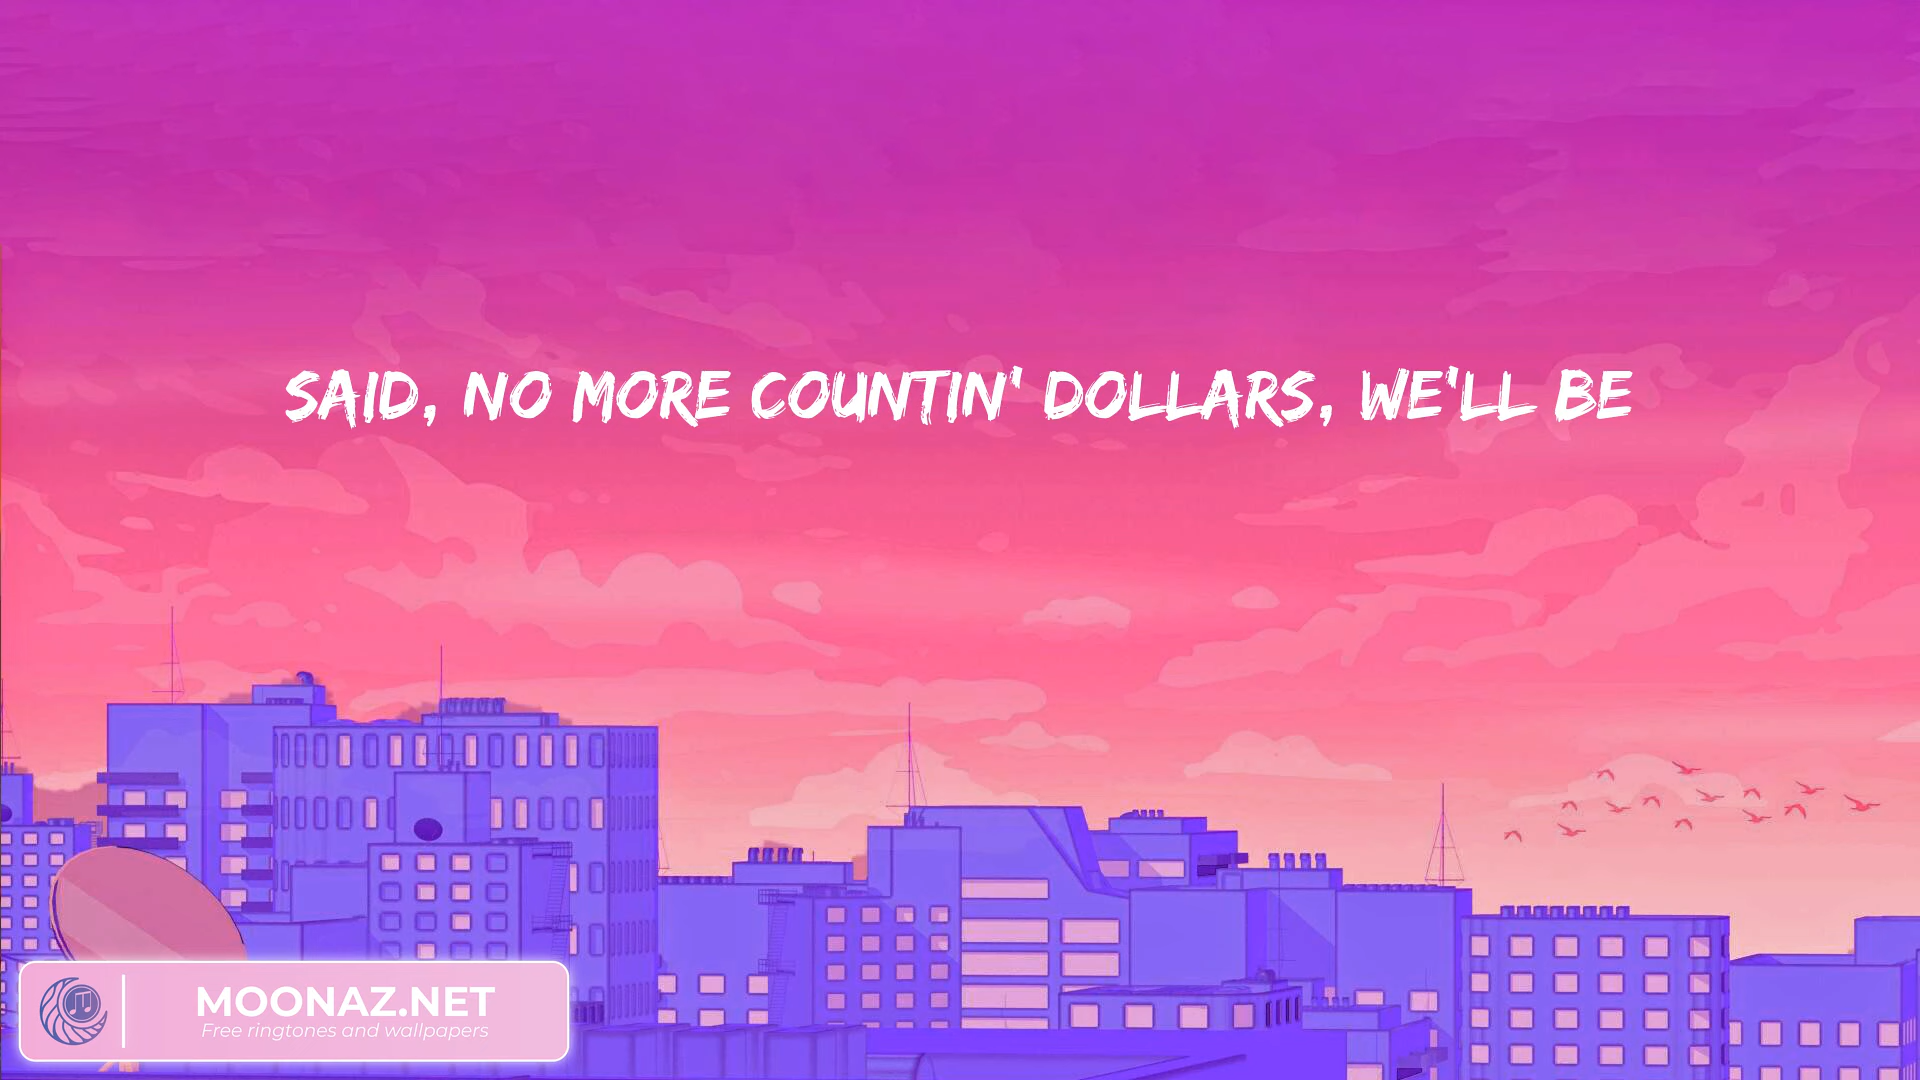 SAID, NO MORE COUNTIN' DOLLARS, WE'LL BE
MOONAZ.NET
Free ringtones and wallpapers